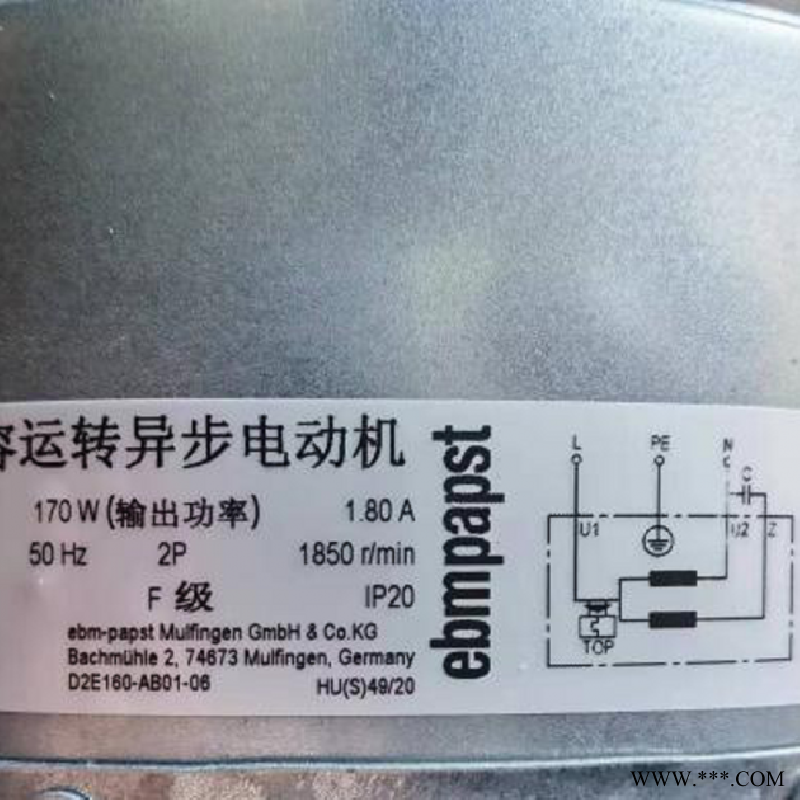 容运转异步电动机
170 W (输出功率) 1.80 A
50 Hz 2P 1850 r/min
F 级 IP20
ebm-papst Mulfingen GmbH & Co.KG
Bachmühle 2, 74673 Mulfingen, Germany
D2E160-AB01-06 HU(S)49/20
ebmpapst
L PE N
C
U1 U2 Z
TOP
WWW.***.COM